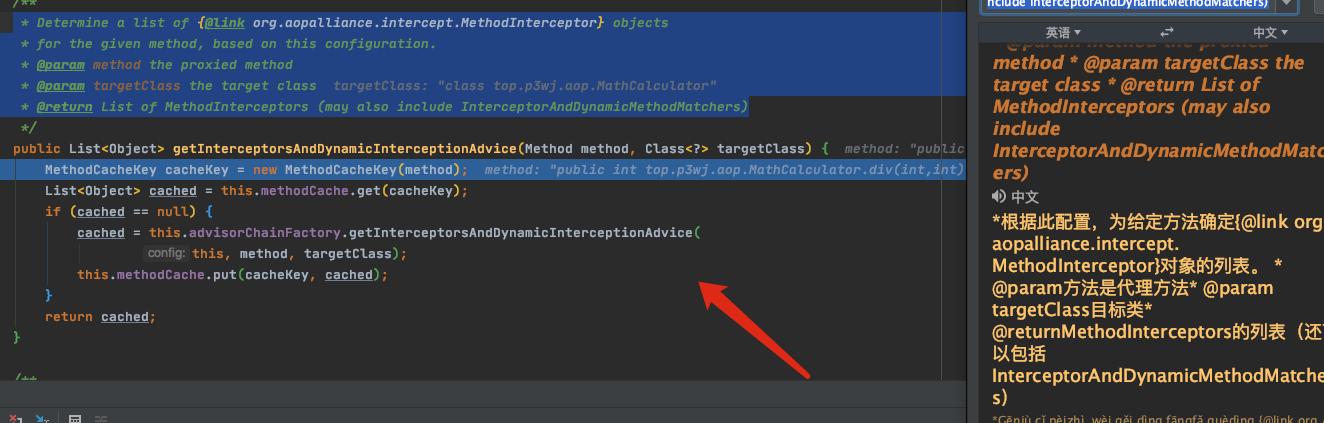 /**
* Determine a list of {@link org.aopalliance.intercept.MethodInterceptor} objects
* for the given method, based on this configuration.
* @param method the proxied method
* @param targetClass the target class targetClass: "class top.p3wj.aop.MathCalculator"
* @return List of MethodInterceptors (may also include InterceptorAndDynamicMethodMatchers)
*/
public List<Object> getInterceptorsAndDynamicInterceptionAdvice(Method method, Class<?> targetClass) { method: "public
MethodCacheKey cacheKey = new MethodCacheKey(method); method: "public int top.p3wj.aop.MathCalculator.div(int,int)
List<Object> cached = this.methodCache.get(cacheKey);
if (cached == null) {
cached = this.advisorChainFactory.getInterceptorsAndDynamicInterceptionAdvice(
config: this, method, targetClass);
this.methodCache.put(cacheKey, cached);
}
return cached;
}
/**
nclude InterceptorAndDynamicMethodMatchers)
英语 中文
* @param method the proxied
method * @param targetClass the
target class * @return List of
MethodInterceptors (may also
include
InterceptorAndDynamicMethodMatc
ers)
中文
*根据此配置，为给定方法确定{@link org
aopalliance.intercept.
MethodInterceptor}对象的列表。 *
@param方法是代理方法* @param
targetClass目标类*
@returnMethodInterceptors的列表（还
以包括
InterceptorAndDynamicMethodMatche
s)
*Gēnjù cǐ pèizhì, wèi gěi dìng fāngfǎ quèdìng {@link org